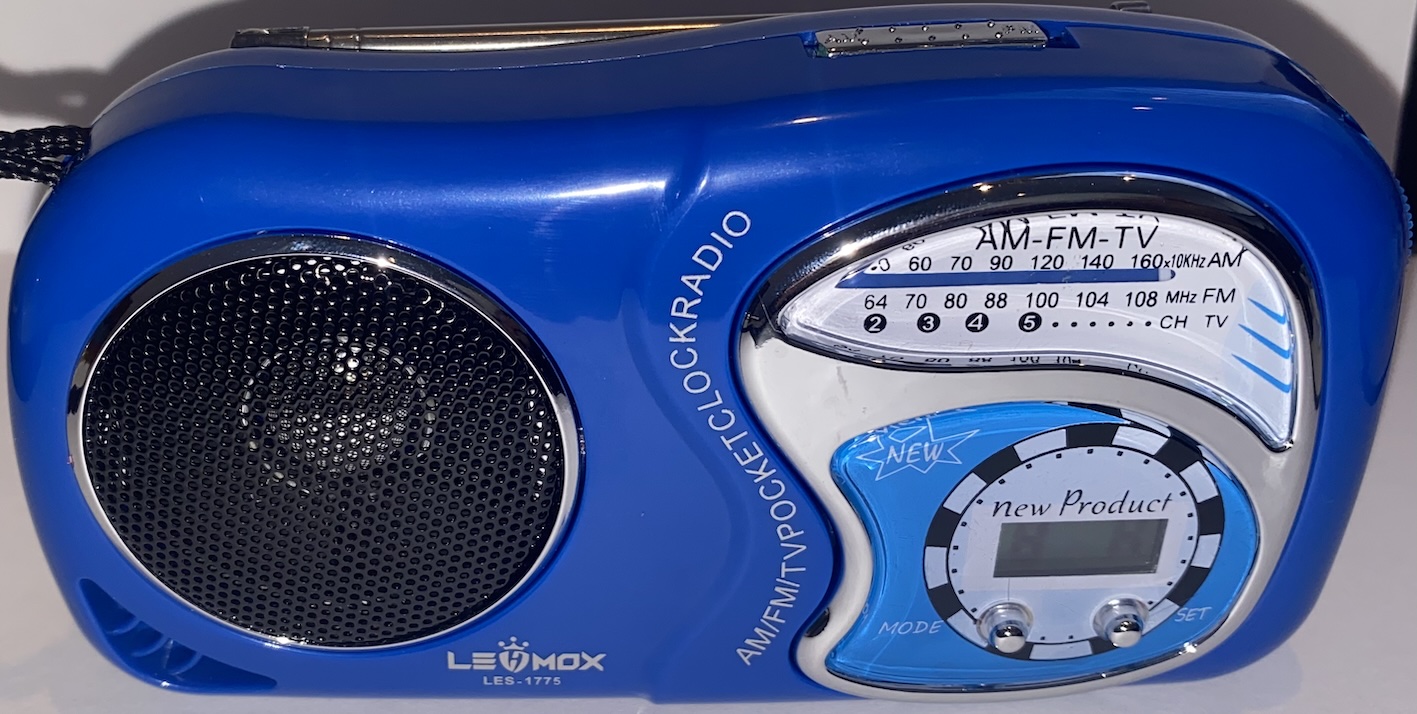 AM/FM/TVPOCKETCLOCKRADIO
AM-FM-TV
60 70 90 120 140 160x10KHz AM
64 70 80 88 100 104 108 MHz FM
2 3 4 5 · · · · · · · CH TV
NEW
new Product
MODE SET
LEHMOX
LES-1775